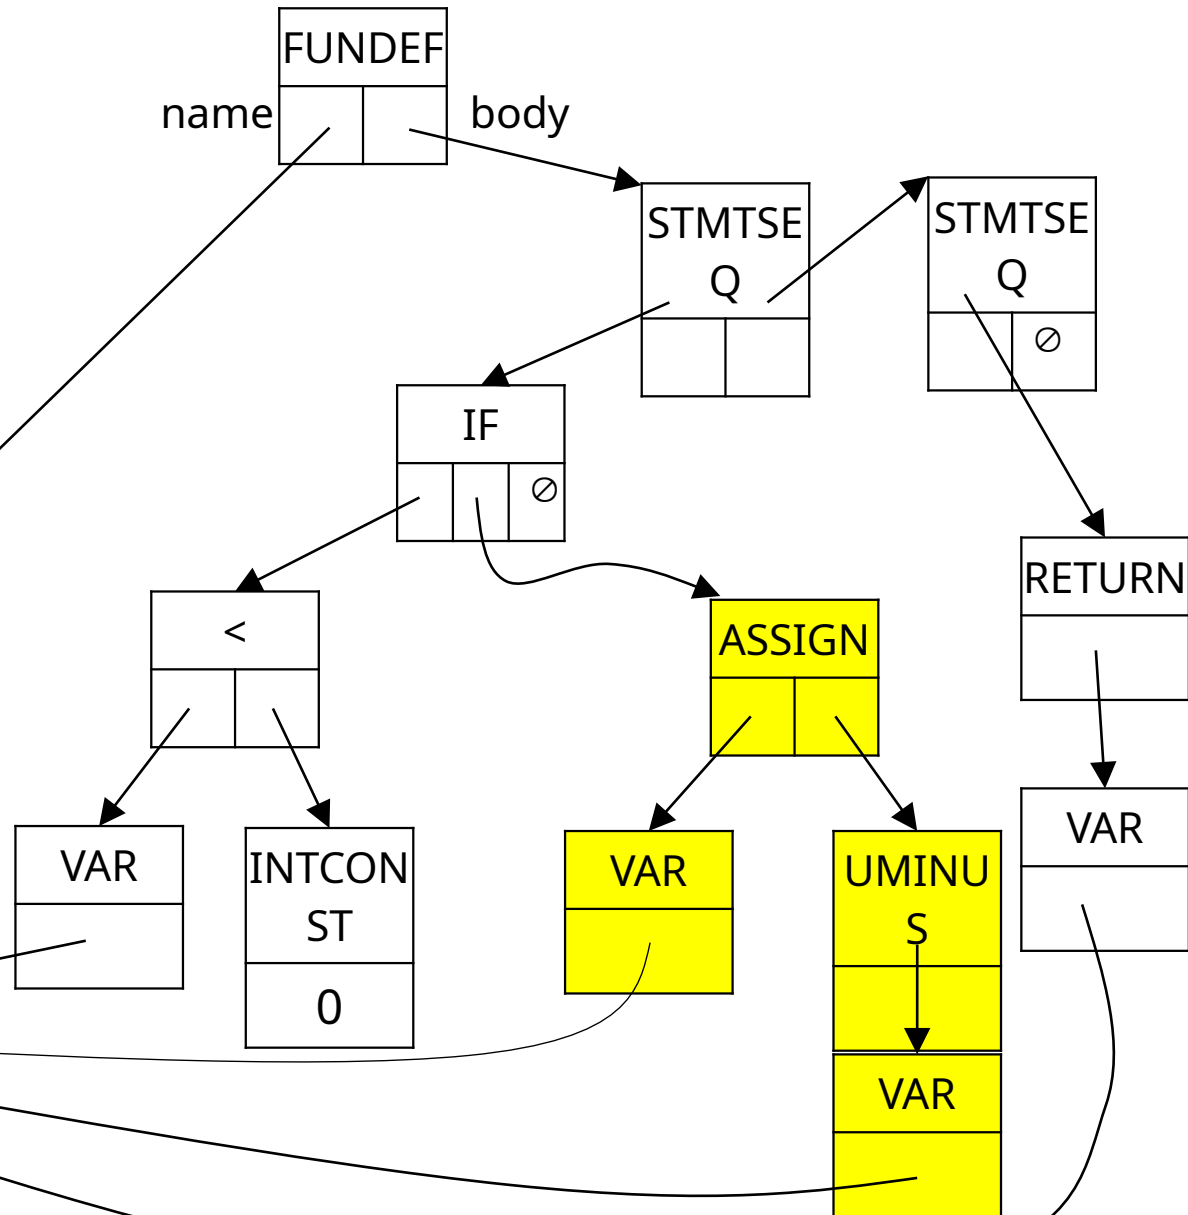 FUNDEF
name
body
STMTSE
Q
STMTSE
Q
∅
IF
∅
<
ASSIGN
RETURN
VAR
INTCON
ST
0
VAR
UMINU
S
VAR
VAR